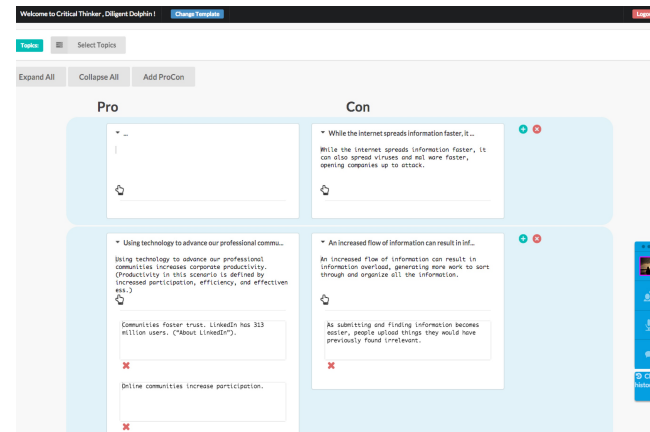 Welcome to Critical Thinker , Diligent Dolphin ! Change Template
Topics: Select Topics
Expand All Collapse All Add ProCon
Pro Con
...
While the internet spreads information faster, it ...
While the internet spreads information faster, it
can also spread viruses and mal ware faster,
opening companies up to attack.
Using technology to advance our professional commu...
Using technology to advance our professional
communities increases corporate productivity.
(Productivity in this scenario is defined by
increased participation, efficiency, and effectiven
ess.)
Communities foster trust. LinkedIn has 313
million users. ("About LinkedIn").
Online communities increase participation.
An increased flow of information can result in inf...
An increased flow of information can result in
information overload, generating more work to sort
through and organize all the information.
As submitting and finding information becomes
easier, people upload things they would have
previously found irrelevant.